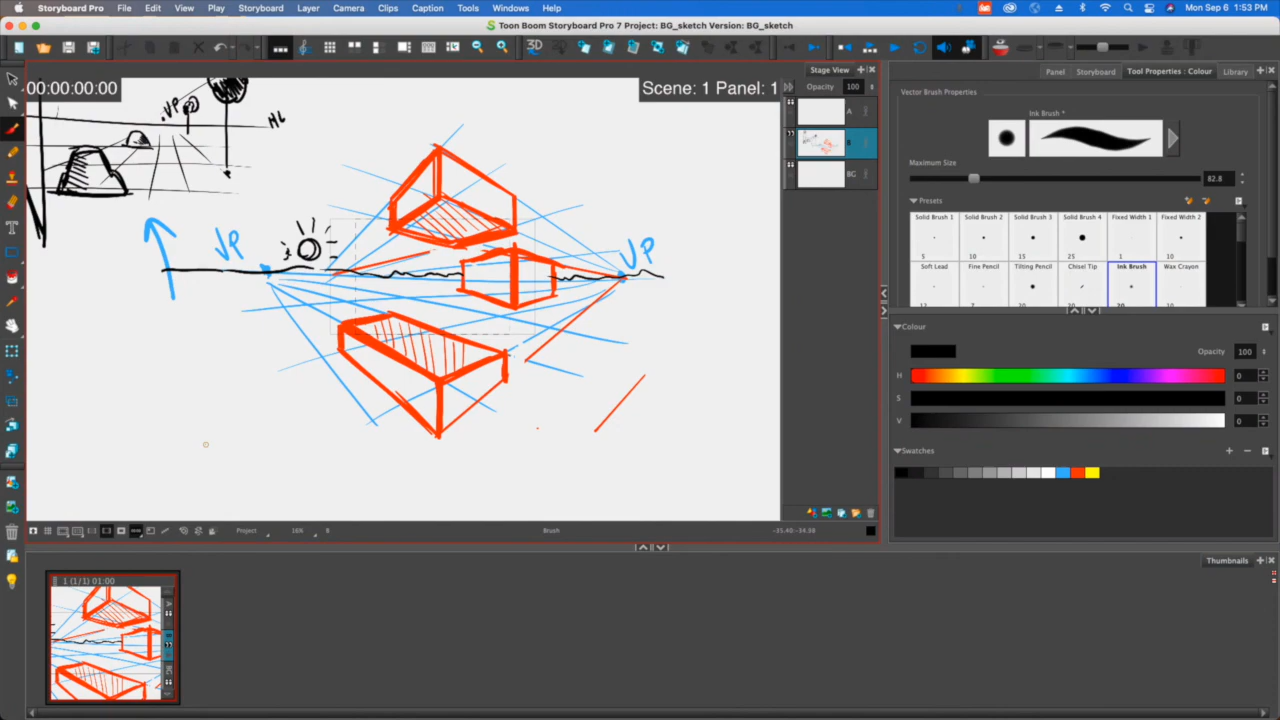 Storyboard Pro File Edit View Play Storyboard Layer Camera Clips Caption Tools Windows Help Mon Sep 6 1:53 PM
Toon Boom Storyboard Pro 7 Project: BG_sketch Version: BG_sketch
3D
Stage View
Panel Storyboard Tool Properties : Colour Library
00:00:00:00
Scene: 1 Panel: 1
Opacity 100
A
B
BG
VP
HL
VP
VP
Vector Brush Properties
Ink Brush *
Maximum Size
82.8
Presets
Solid Brush 1 Solid Brush 2 Solid Brush 3 Solid Brush 4 Fixed Width 1 Fixed Width 2
5 10 15 20 1 10
Soft Lead Fine Pencil Tilting Pencil Chisel Tip Ink Brush Wax Crayon
Colour
Opacity 100
H 0
S 0
V 0
Swatches
Project 16% B Brush
Thumbnails
1 (1/1) 01:00
A
BG